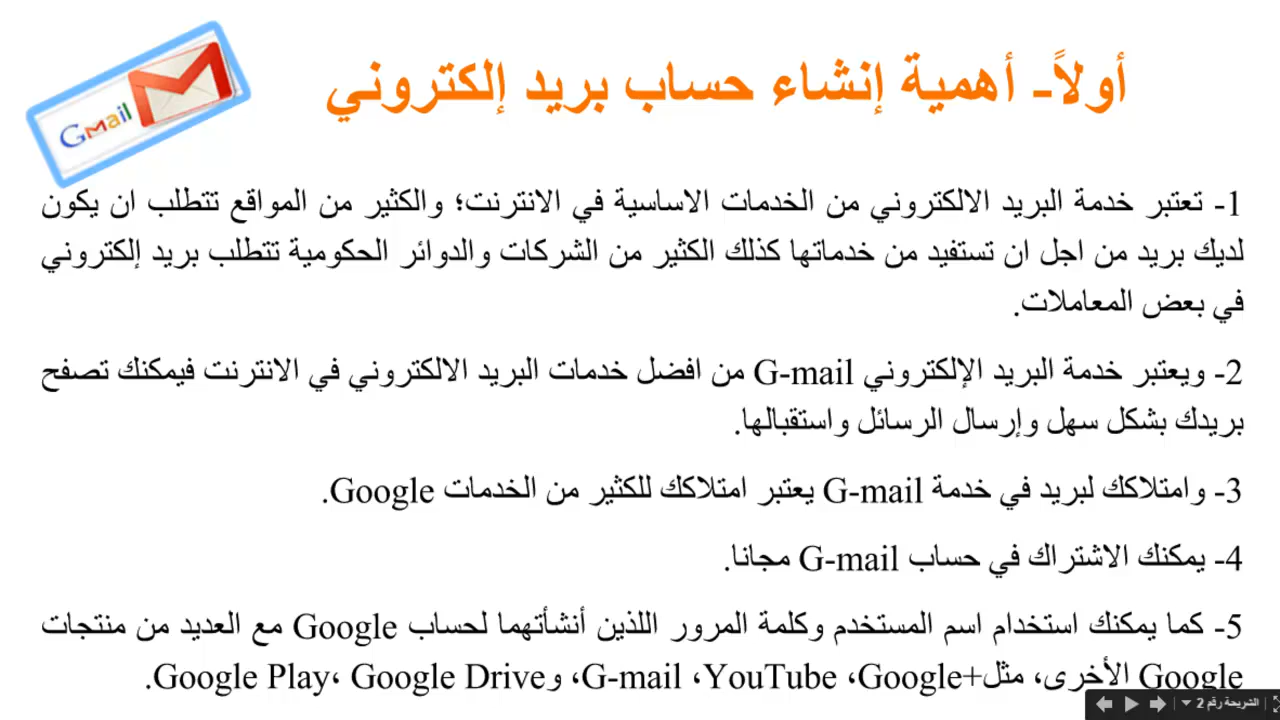 أولاً- أهمية إنشاء حساب بريد إلكتروني
Gmail
1- تعتبر خدمة البريد الالكتروني من الخدمات الاساسية في الانترنت؛ والكثير من المواقع تتطلب ان يكون
لديك بريد من اجل ان تستفيد من خدماتها كذلك الكثير من الشركات والدوائر الحكومية تتطلب بريد إلكتروني
في بعض المعاملات.
2- ويعتبر خدمة البريد الإلكتروني G-mail من افضل خدمات البريد الالكتروني في الانترنت فيمكنك تصفح
بريدك بشكل سهل وإرسال الرسائل واستقبالها.
3- وامتلاكك لبريد في خدمة G-mail يعتبر امتلاكك للكثير من الخدمات Google.
4- يمكنك الاشتراك في حساب G-mail مجانا.
5- كما يمكنك استخدام اسم المستخدم وكلمة المرور اللذين أنشأتهما لحساب Google مع العديد من منتجات
Google الأخرى، مثل+Google، YouTube، G-mail، وGoogle Play، Google Drive.
الشريحة رقم 2